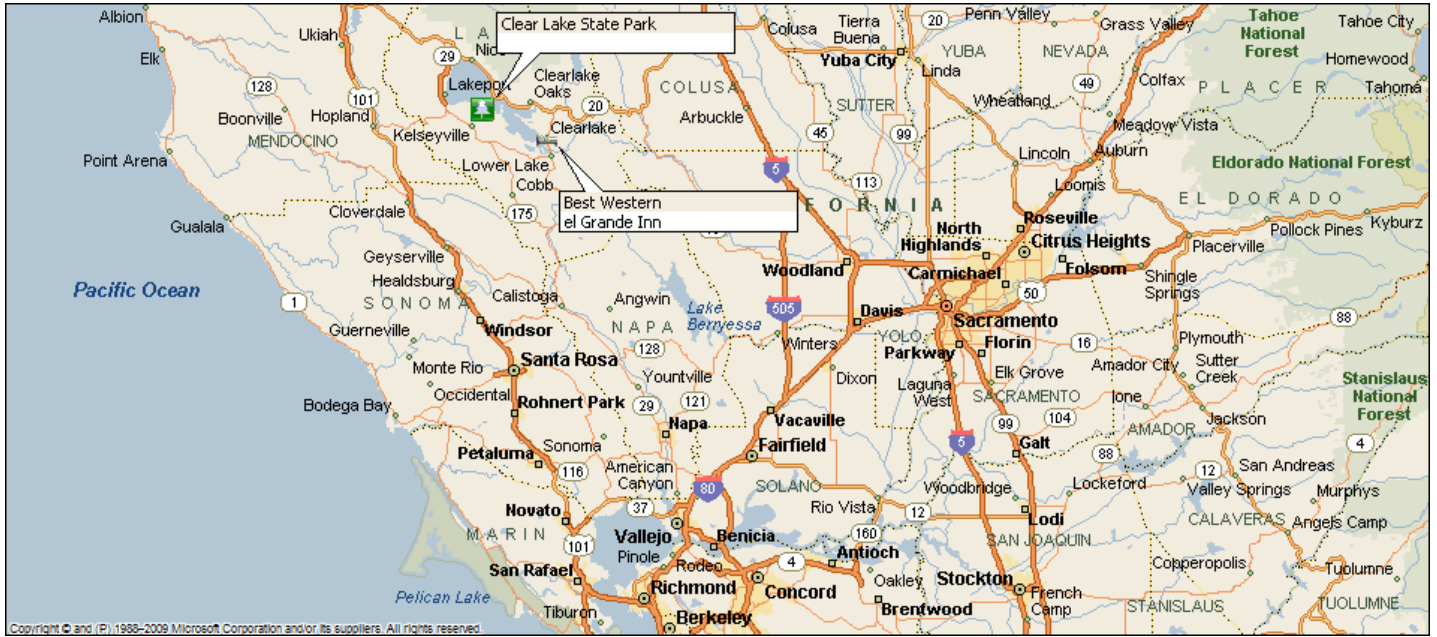 Albion
Ukiah
Elk
128
Boonville
101
Hopland
MENDOCINO
Point Arena
Gualala
Cloverdale
Clear Lake State Park
29
Lakeport
Clearlake
Oaks
20
Clearlake
Kelseyville
Lower Lake
Cobb
175
Best Western
el Grande Inn
COLUSA
Colusa
Arbuckle
Tierra
Buena
Yuba City
20
YUBA
Linda
Penn Valley
Grass Valley
NEVADA
49
Colfax
Tahoe
National
Forest
Tahoe City
Homewood
Tahoma
PLACER
SUTTER
Wheatland
45
99
5
113
Meadow Vista
Lincoln
Auburn
Loomis
Eldorado National Forest
EL DORADO
Kyburz
Pollock Pines
Placerville
Shingle
Springs
FORNIA
Roseville
North
Highlands
Citrus Heights
Folsom
Carmichael
50
Woodland
Davis
505
Sacramento
YOLO
Parkway
Florin
Geyserville
Healdsburg
SONOMA
Pacific Ocean
1
Calistoga
Angwin
Lake
Berryessa
NAPA
128
Winters
Guerneville
Windsor
Monte Rio
Santa Rosa
Yountville
Dixon
Occidental
Rohnert Park
29
121
Bodega Bay
Napa
Vacaville
Laguna
West
Elk Grove
SACRAMENTO
16
88
Plymouth
Amador City
Sutter
Creek
Ione
Stanislaus
National
Forest
104
99
Jackson
AMADOR
Galt
5
88
4
Sonoma
Petaluma
116
American
Canyon
Fairfield
80
SOLANO
Rio Vista
Woodbridge
Lockeford
12
San Andreas
Valley Springs
Murphys
CALAVERAS
Angels Camp
Novato
37
MARIN
101
Vallejo
Benicia
12
Lodi
160
SAN JOAQUIN
Pinole
Rodeo
4
Antioch
Copperopolis
Tuolumne
San Rafael
Richmond
Concord
Oakley
Stockton
French
Camp
Pelican Lake
Tiburon
Berkeley
Brentwood
STANISLAUS
TUOLUMNE
Copyright © and (P) 1988–2009 Microsoft Corporation and/or its suppliers. All rights reserved.